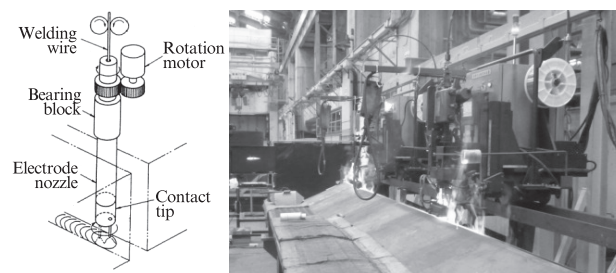 Welding
wire
Rotation
motor
Bearing
block
Electrode
nozzle
Contact
tip